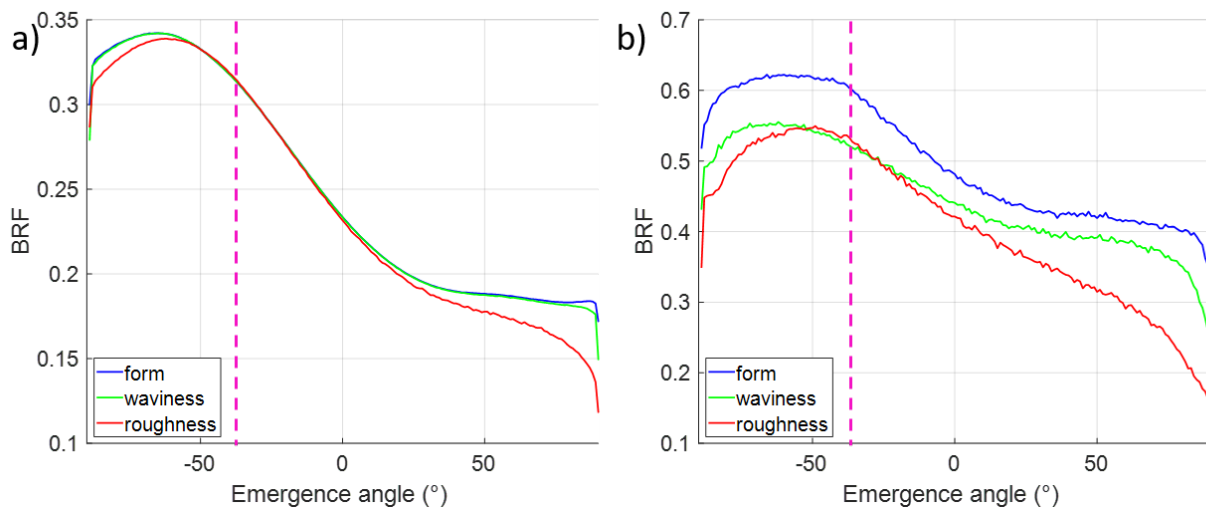 a)
0.35
0.3
0.25
0.2
0.15
0.1
BRF
form
waviness
roughness
-50 0 50
Emergence angle (°)
b)
0.7
0.6
0.5
0.4
0.3
0.2
0.1
BRF
form
waviness
roughness
-50 0 50
Emergence angle (°)